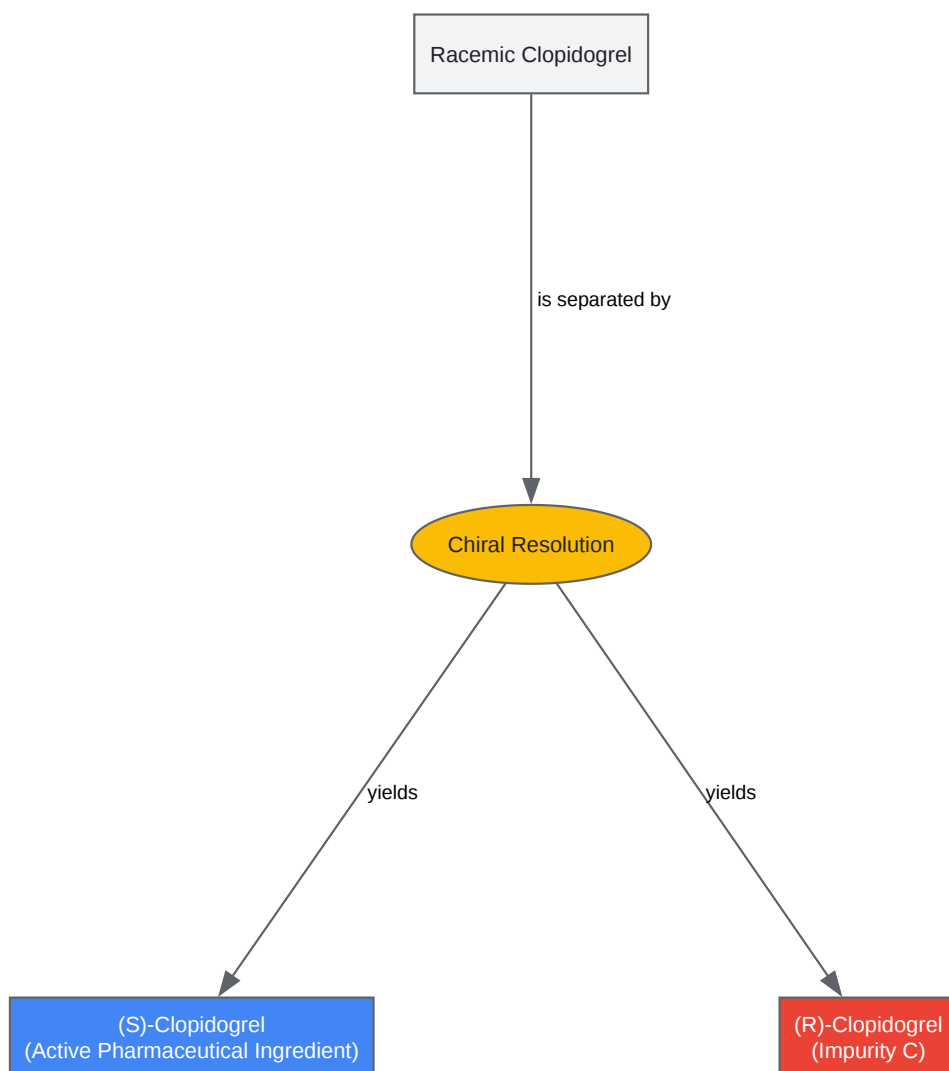 Racemic Clopidogrel
is separated by
Chiral Resolution
yields
yields
(S)-Clopidogrel
(Active Pharmaceutical Ingredient)
(R)-Clopidogrel
(Impurity C)